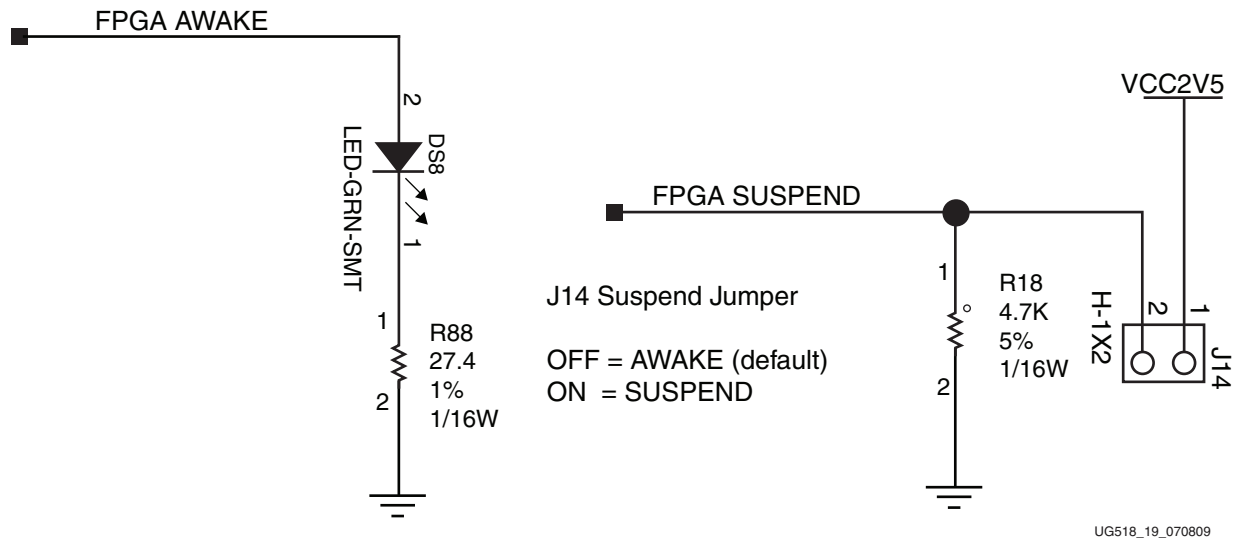 FPGA AWAKE
2
DS8
LED-GRN-SMT
1
1
R88
27.4
1%
1/16W
2
VCC2V5
FPGA SUSPEND
J14 Suspend Jumper
OFF = AWAKE (default)
ON = SUSPEND
1
R18
4.7K
5%
1/16W
2
H-1X2
2
1
J14
UG518_19_070809